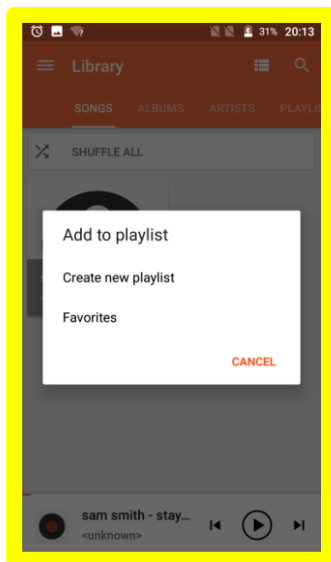 31% 20:13
Library
SONGS ALBUMS ARTISTS PLAYLI
SHUFFLE ALL
Add to playlist
Create new playlist
Favorites
CANCEL
sam smith - stay...
<unknown>